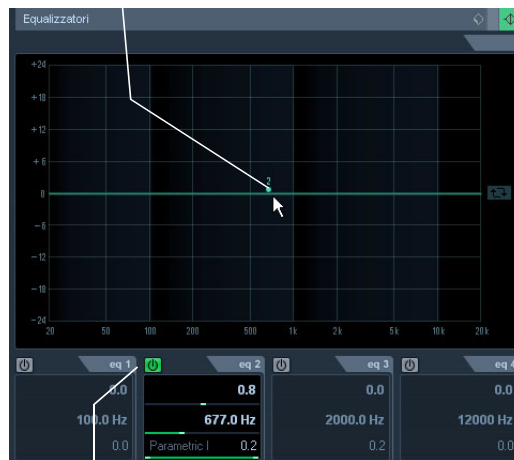 Equalizzatori
+24
+18
+12
+ 6
0
– 6
– 12
– 18
– 24
20 50 100 200 500 1k 2k 5k 10k 20k
2
eq 1 eq 2 eq 3 eq 4
0.0 0.8 0.0 0.0
100.0 Hz 677.0 Hz 2000.0 Hz 12000 Hz
0.0 Parametric I 0.2 0.2 0.0